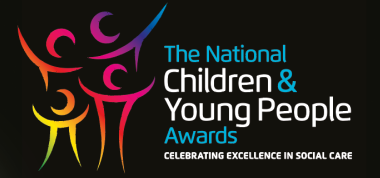 The National
Children &
Young People
Awards
CELEBRATING EXCELLENCE IN SOCIAL CARE